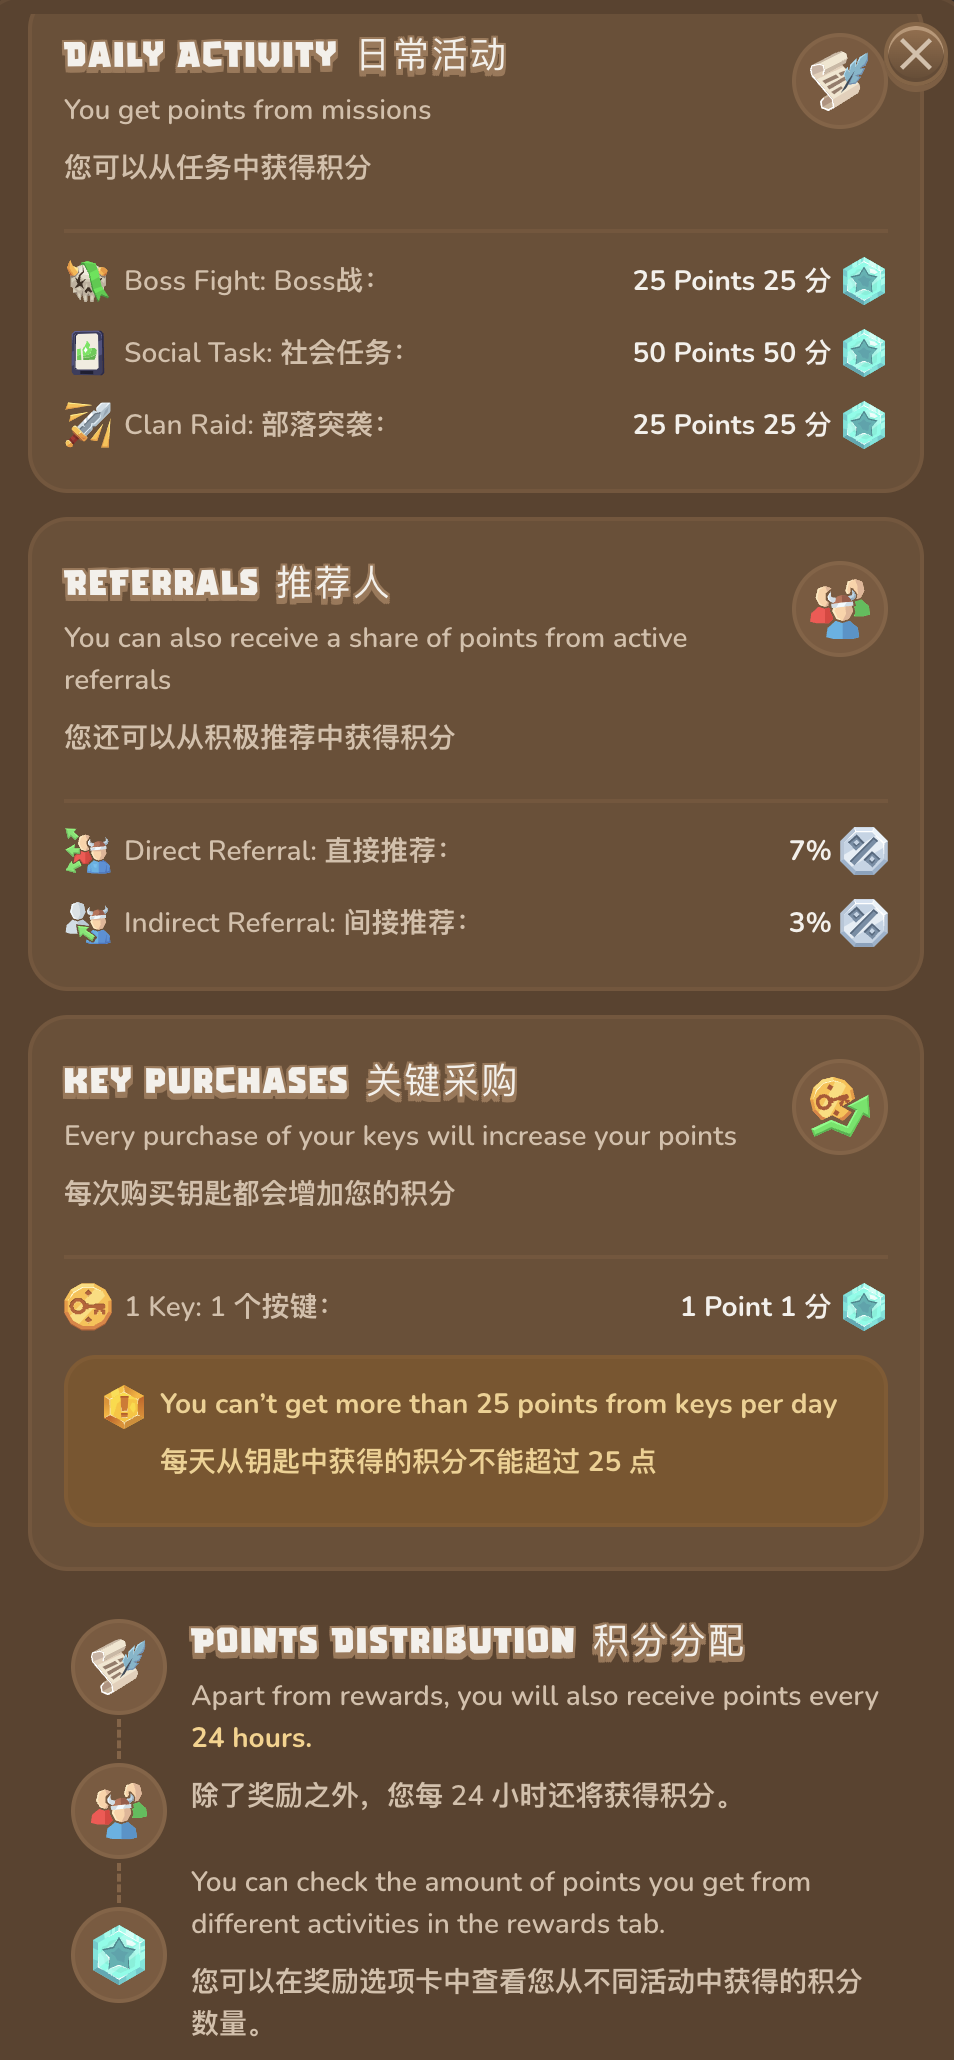 DAILY ACTIVITY 日常活动
You get points from missions
您可以从任务中获得积分
Boss Fight: Boss战： 25 Points 25 分
Social Task: 社会任务： 50 Points 50 分
Clan Raid: 部落突袭： 25 Points 25 分
REFERRALS 推荐人
You can also receive a share of points from active
referrals
您还可以从积极推荐中获得积分
Direct Referral: 直接推荐： 7%
Indirect Referral: 间接推荐： 3%
KEY PURCHASES 关键采购
Every purchase of your keys will increase your points
每次购买钥匙都会增加您的积分
1 Key: 1 个按键： 1 Point 1 分
You can’t get more than 25 points from keys per day
每天从钥匙中获得的积分不能超过 25 点
POINTS DISTRIBUTION 积分分配
Apart from rewards, you will also receive points every
24 hours.
除了奖励之外，您每 24 小时还将获得积分。
You can check the amount of points you get from
different activities in the rewards tab.
您可以在奖励选项卡中查看您从不同活动中获得的积分
数量。